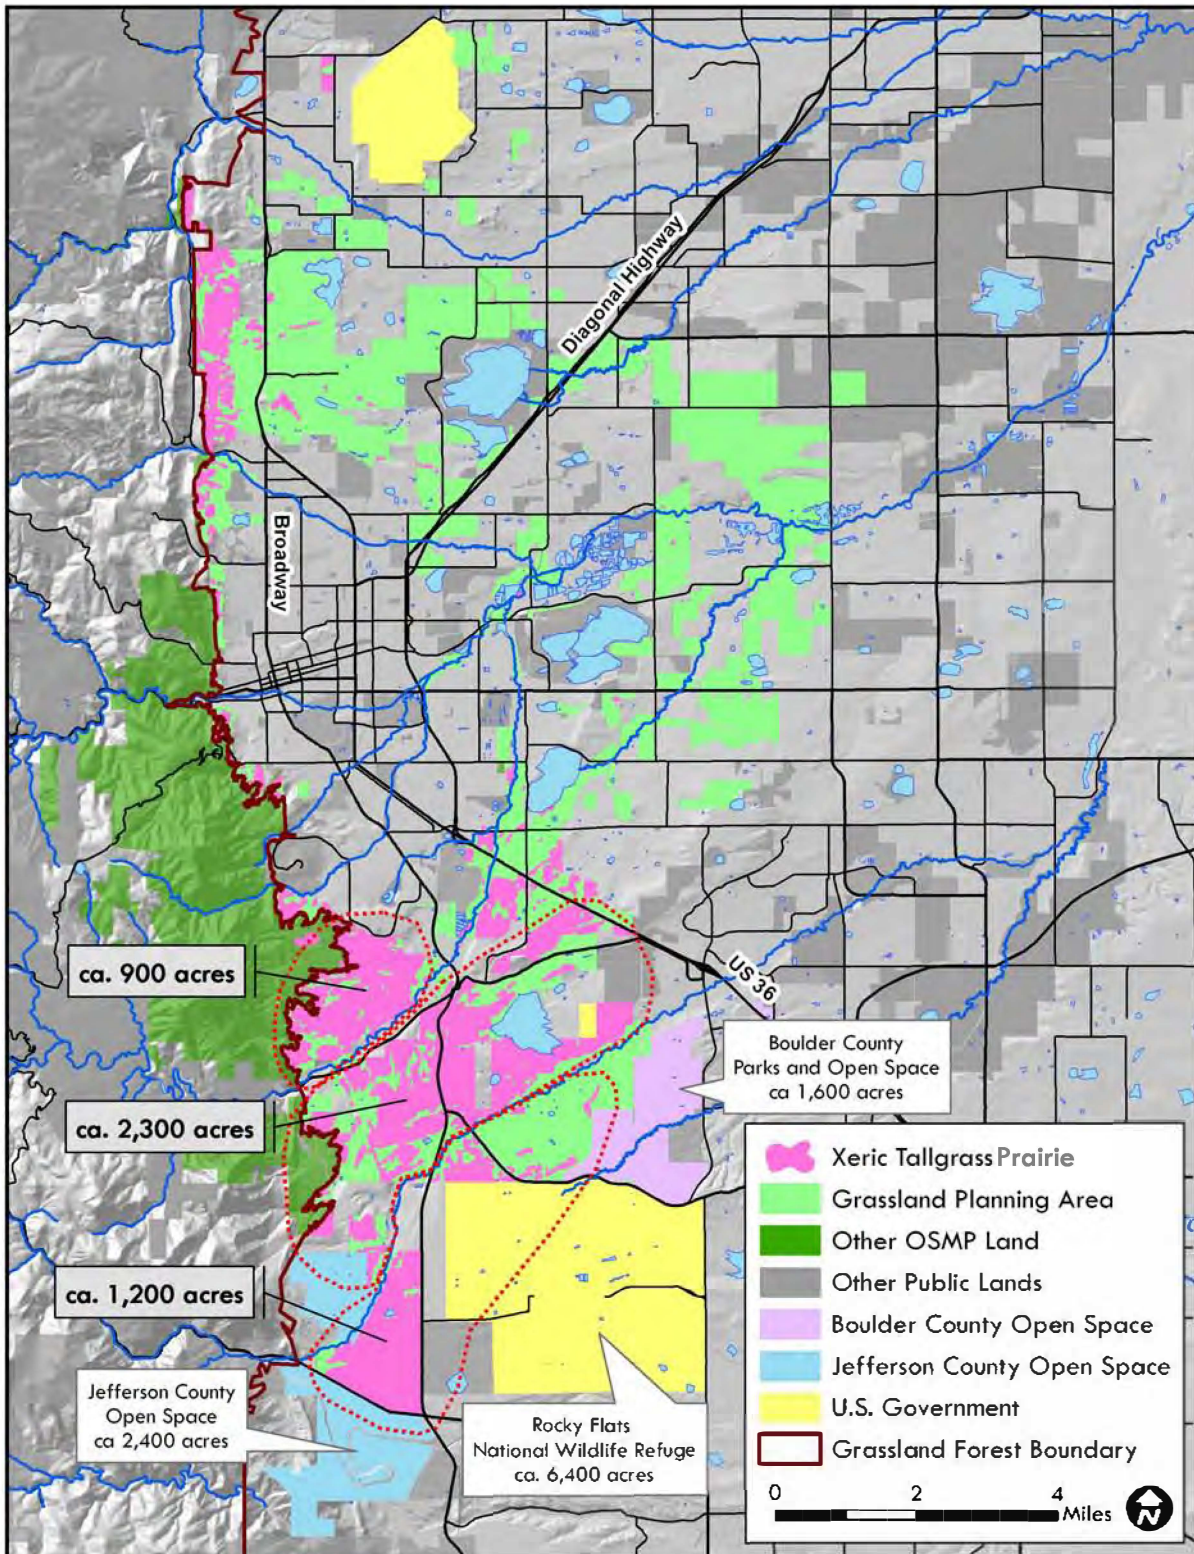 Diagonal Highway
Broadway
ca. 900 acres
US 36
Boulder County
Parks and Open Space
ca 1,600 acres
ca. 2,300 acres
ca. 1,200 acres
Jefferson County
Open Space
ca 2,400 acres
Rocky Flats
National Wildlife Refuge
ca. 6,400 acres
Xeric Tallgrass Prairie
Grassland Planning Area
Other OSMP Land
Other Public Lands
Boulder County Open Space
Jefferson County Open Space
U.S. Government
Grassland Forest Boundary
0 2 4
Miles
N